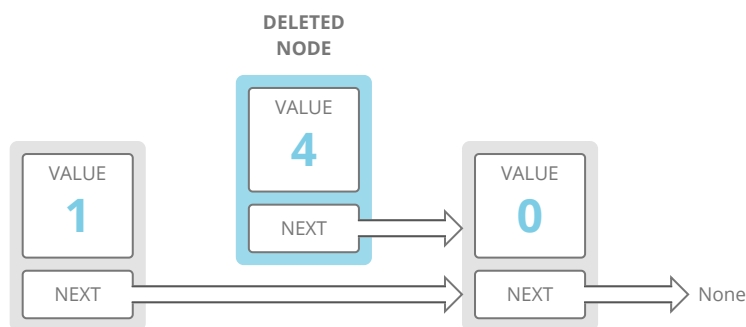 DELETED
NODE
VALUE
4
NEXT
VALUE
1
NEXT
VALUE
0
NEXT
None